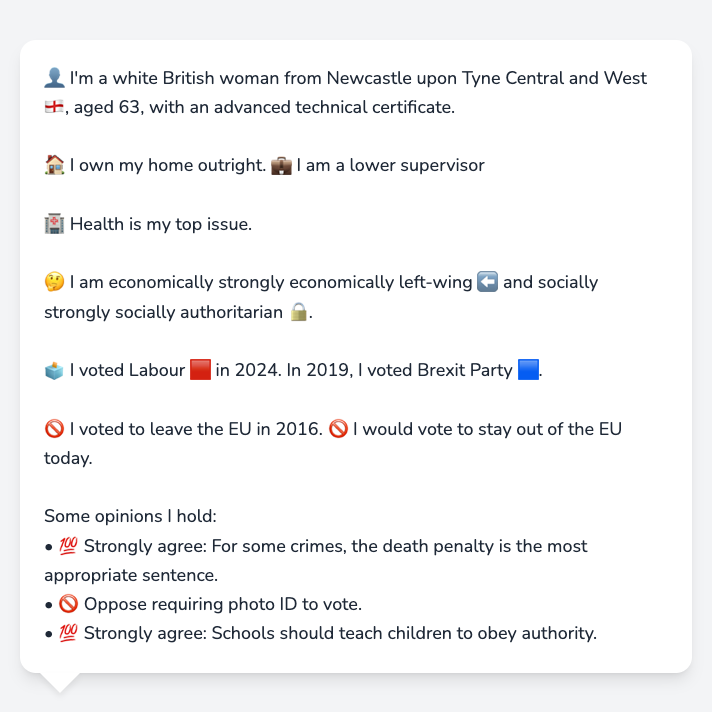 👤 I'm a white British woman from Newcastle upon Tyne Central and West
🏴󠁧󠁢󠁥󠁮󠁧󠁿, aged 63, with an advanced technical certificate.
🏠 I own my home outright. 💼 I am a lower supervisor
🏥 Health is my top issue.
🤔 I am economically strongly economically left-wing ⬅️ and socially
strongly socially authoritarian 🔒.
🗳️ I voted Labour 🟥 in 2024. In 2019, I voted Brexit Party 🟦.
🚫 I voted to leave the EU in 2016. 🚫 I would vote to stay out of the EU
today.
Some opinions I hold:
• 💯 Strongly agree: For some crimes, the death penalty is the most
appropriate sentence.
• 🚫 Oppose requiring photo ID to vote.
• 💯 Strongly agree: Schools should teach children to obey authority.